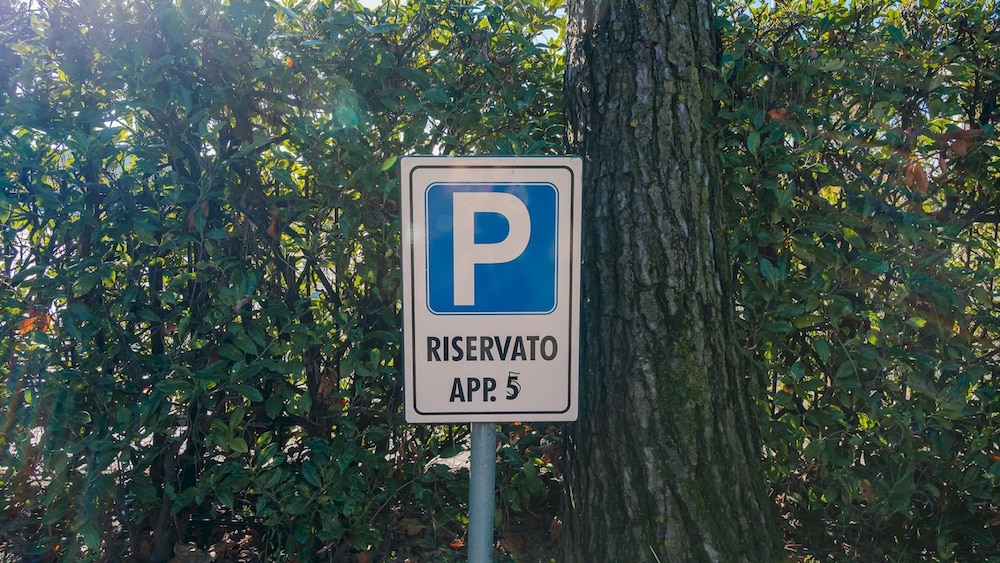 P
RISERVATO
APP. 5